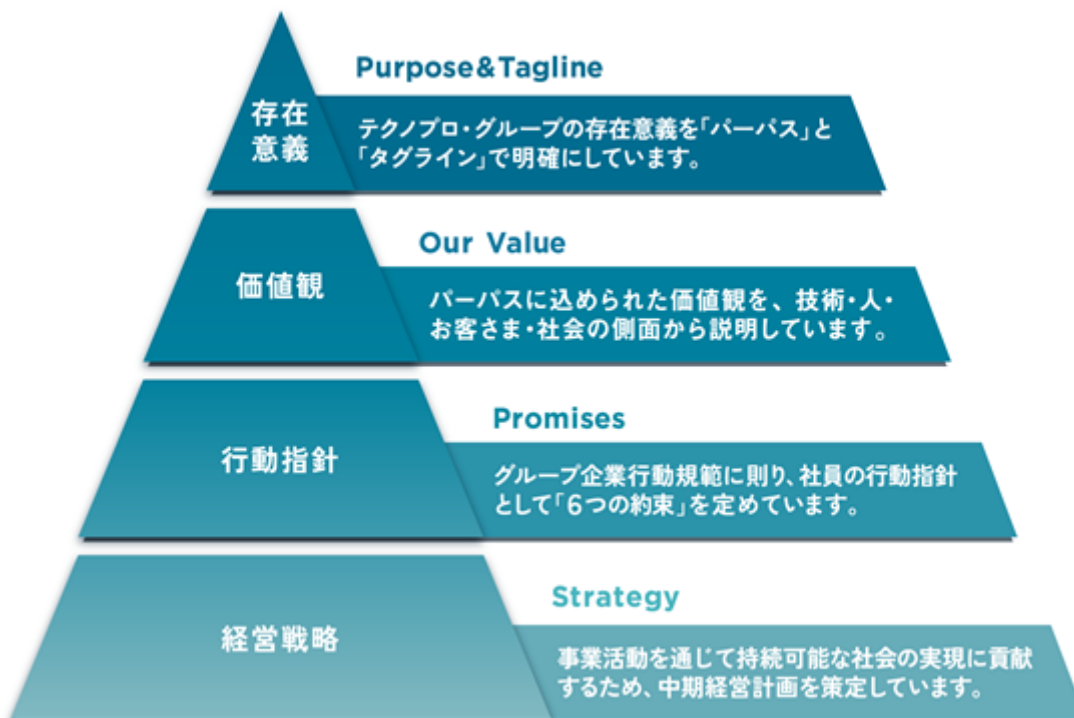 Purpose&Tagline
存在
意義
テクノプロ・グループの存在意義を「パーパス」と
「タグライン」で明確にしています。
Our Value
価値観
パーパスに込められた価値観を、技術・人・
お客さま・社会の側面から説明しています。
Promises
行動指針
グループ企業行動規範に則り、社員の行動指針
として「6つの約束」を定めています。
Strategy
経営戦略
事業活動を通じて持続可能な社会の実現に貢献
するため、中期経営計画を策定しています。